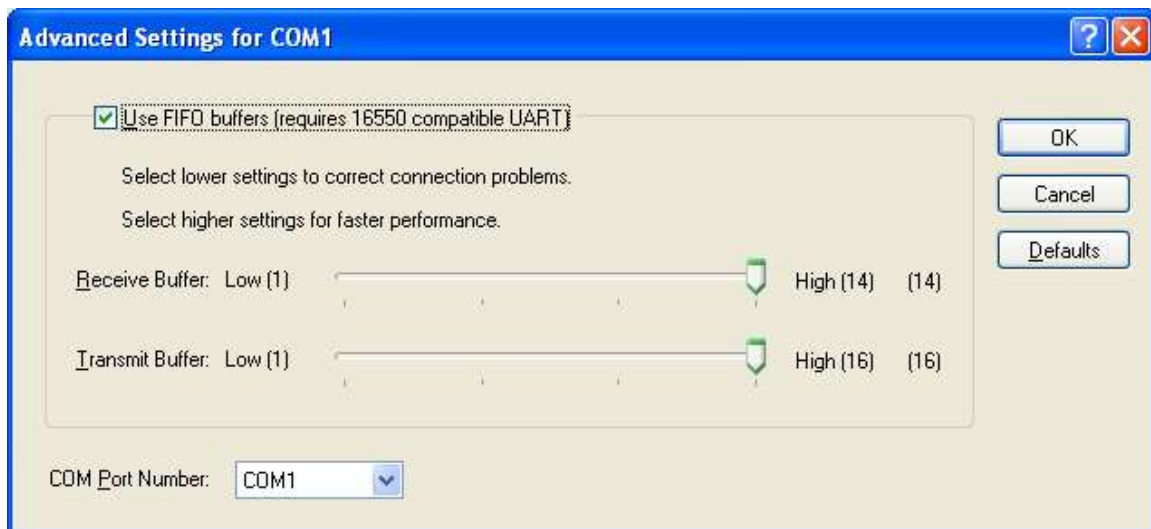 Advanced Settings for COM1
Use FIFO buffers (requires 16550 compatible UART)
Select lower settings to correct connection problems.
Select higher settings for faster performance.
Receive Buffer: Low (1) High (14) (14)
Transmit Buffer: Low (1) High (16) (16)
COM Port Number: COM1
OK
Cancel
Defaults